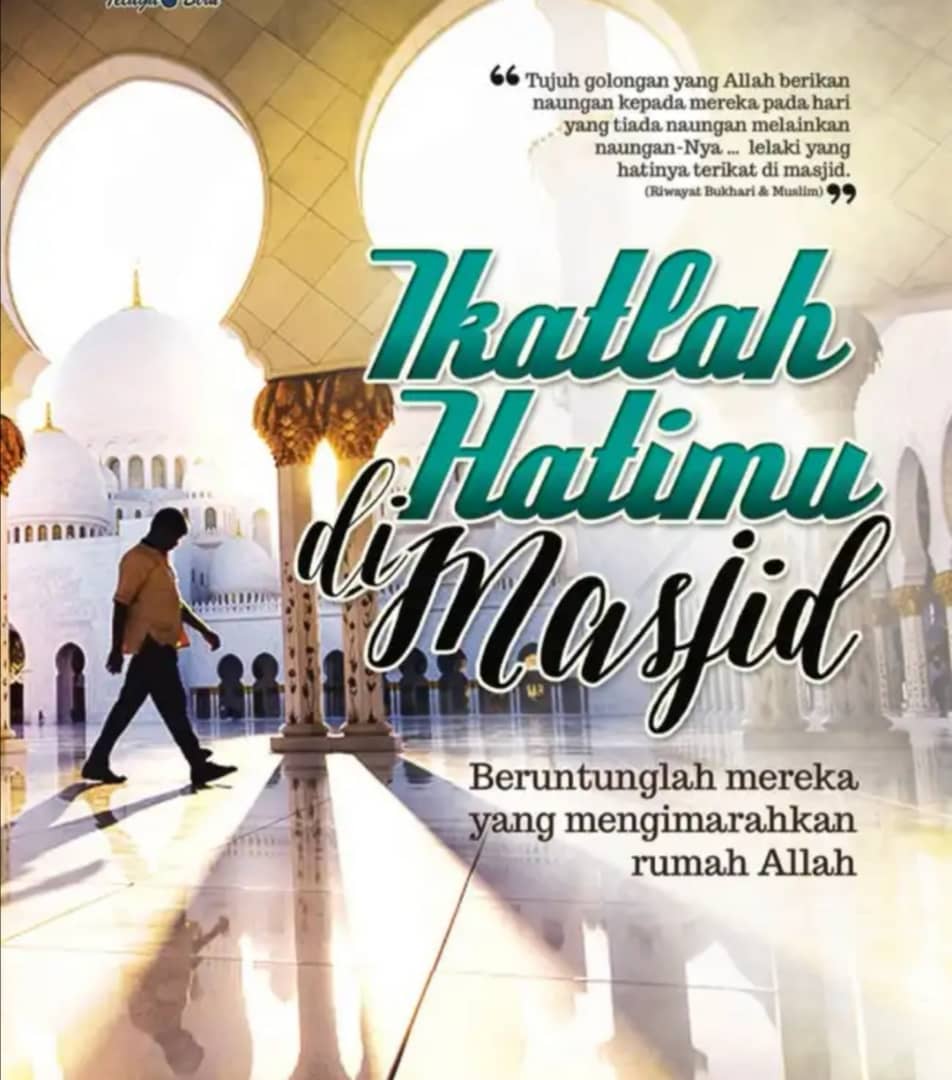 “ Tujuh golongan yang Allah berikan
naungan kepada mereka pada hari
yang tiada naungan melainkan
naungan-Nya ... lelaki yang
hatinya terikat di masjid.
(Riwayat Bukhari & Muslim) ”
Ikatlah
Hatimu
di Masjid
Beruntunglah mereka
yang mengimarahkan
rumah Allah